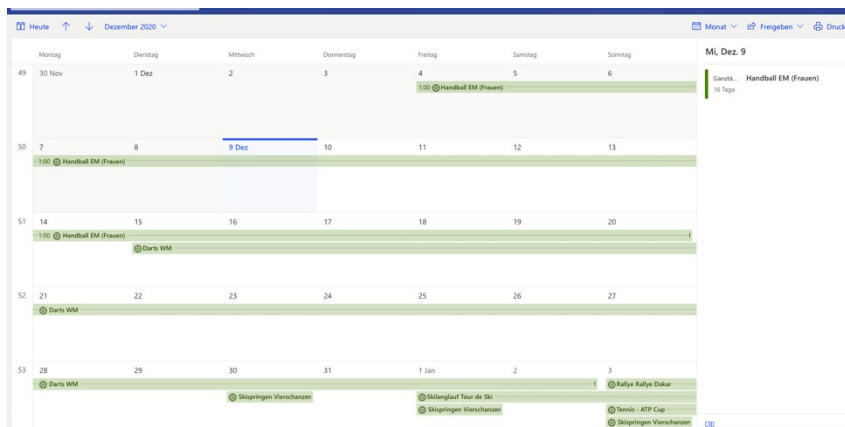 Heute
Dezember 2020
Monat
Freigeben
Druck
Montag
Dienstag
Mittwoch
Donnerstag
Freitag
Samstag
Sonntag
Mi, Dez. 9
49
30 Nov
1 Dez
2
3
4
5
6
Ganztä... Handball EM (Frauen)
16 Tage
1:00 Handball EM (Frauen)
50
7
8
9 Dez
10
11
12
13
1:00 Handball EM (Frauen)
51
14
15
16
17
18
19
20
1:00 Handball EM (Frauen)
Darts WM
52
21
22
23
24
25
26
27
Darts WM
53
28
29
30
31
1 Jan
2
3
Darts WM
Rallye Rallye Dakar
Skispringen Vierschanzen
Skilanglauf Tour de Ski
Skispringen Vierschanzen
Tennis - ATP Cup
Skispringen Vierschanzen